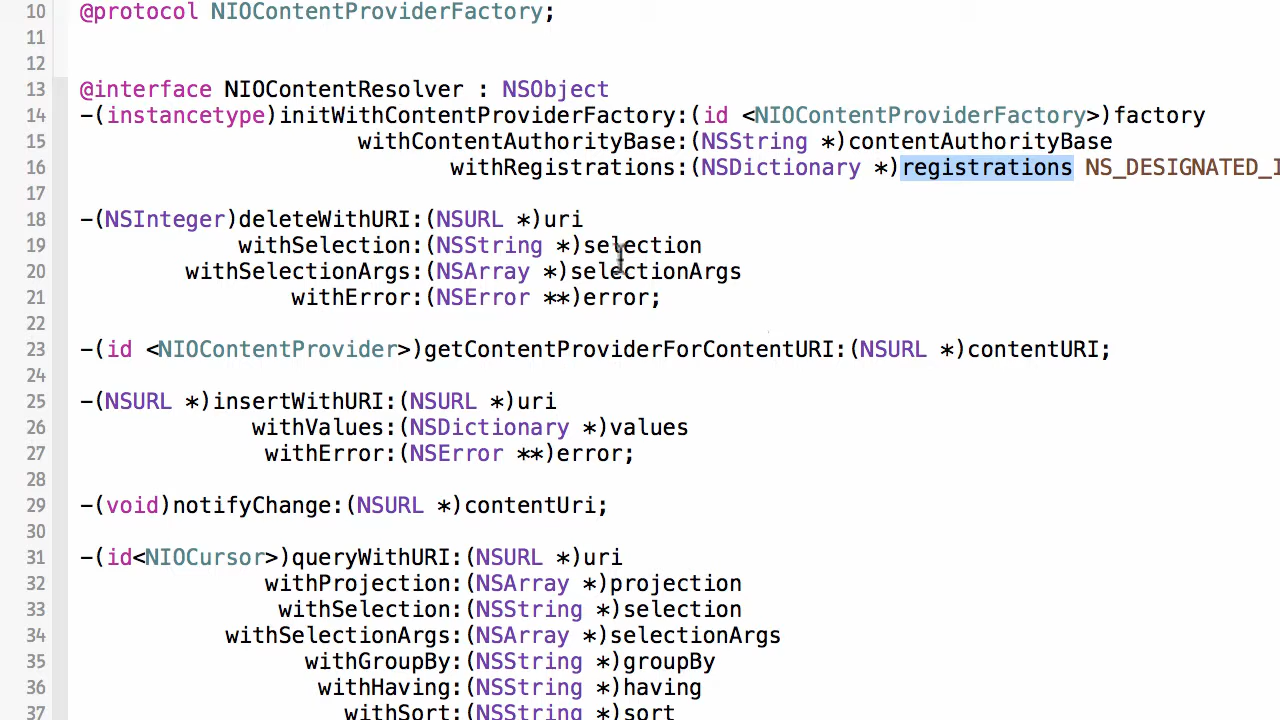 10 @protocol NIOContentProviderFactory;
11
12
13 @interface NIOContentResolver : NSObject
14 -(instancetype)initWithContentProviderFactory:(id <NIOContentProviderFactory>)factory
15 withContentAuthorityBase:(NSString *)contentAuthorityBase
16 withRegistrations:(NSDictionary *)registrations NS_DESIGNATED_I
17
18 -(NSInteger)deleteWithURI:(NSURL *)uri
19 withSelection:(NSString *)selection
20 withSelectionArgs:(NSArray *)selectionArgs
21 withError:(NSError **)error;
22
23 -(id <NIOContentProvider>)getContentProviderForContentURI:(NSURL *)contentURI;
24
25 -(NSURL *)insertWithURI:(NSURL *)uri
26 withValues:(NSDictionary *)values
27 withError:(NSError **)error;
28
29 -(void)notifyChange:(NSURL *)contentUri;
30
31 -(id<NIOCursor>)queryWithURI:(NSURL *)uri
32 withProjection:(NSArray *)projection
33 withSelection:(NSString *)selection
34 withSelectionArgs:(NSArray *)selectionArgs
35 withGroupBy:(NSString *)groupBy
36 withHaving:(NSString *)having
37 withSort:(NSString *)sort